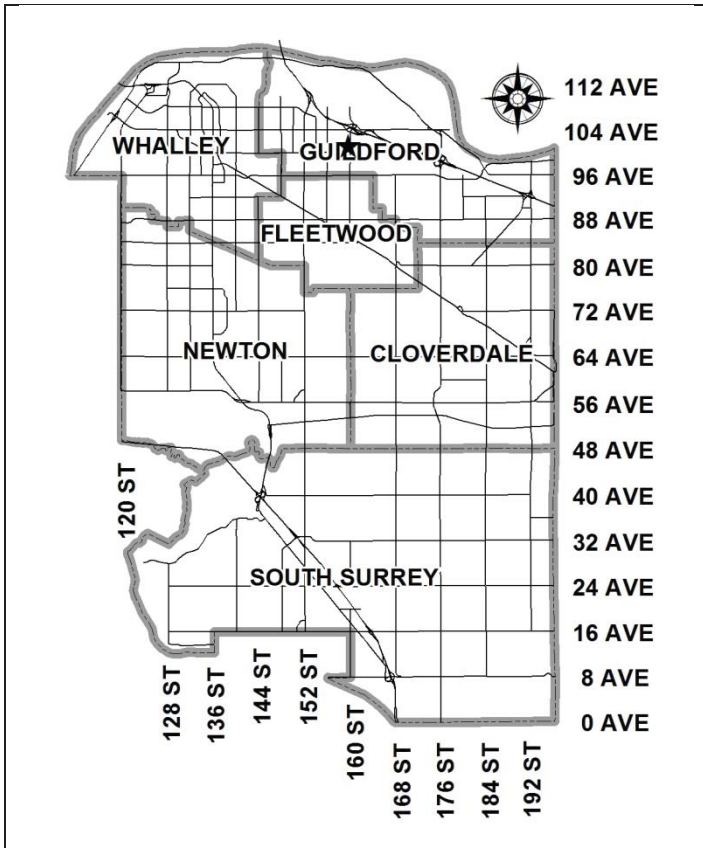 112 AVE
104 AVE
WHALLEY
GUILDFORD
96 AVE
88 AVE
FLEETWOOD
80 AVE
72 AVE
NEWTON
CLOVERDALE
64 AVE
56 AVE
48 AVE
120 ST
40 AVE
32 AVE
SOUTH SURREY
24 AVE
16 AVE
128 ST
136 ST
144 ST
152 ST
160 ST
8 AVE
0 AVE
168 ST
176 ST
184 ST
192 ST